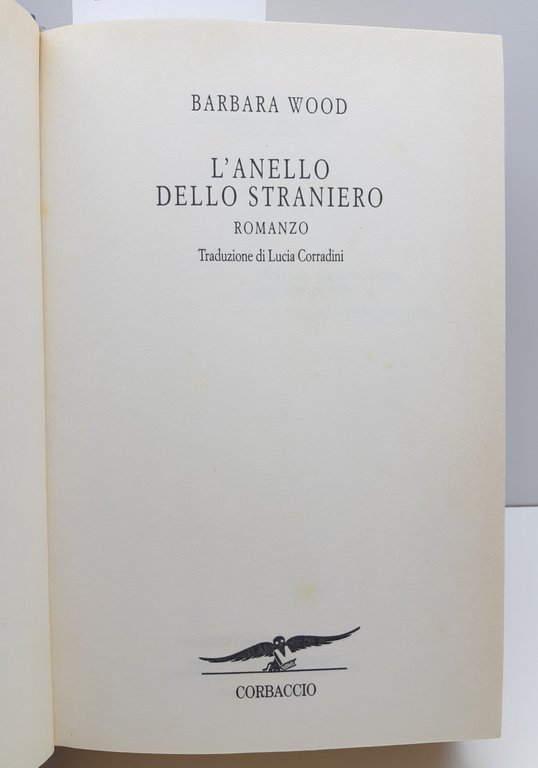 BARBARA WOOD
L'ANELLO
DELLO STRANIERO
ROMANZO
Traduzione di Lucia Corradini
CORBACCIO